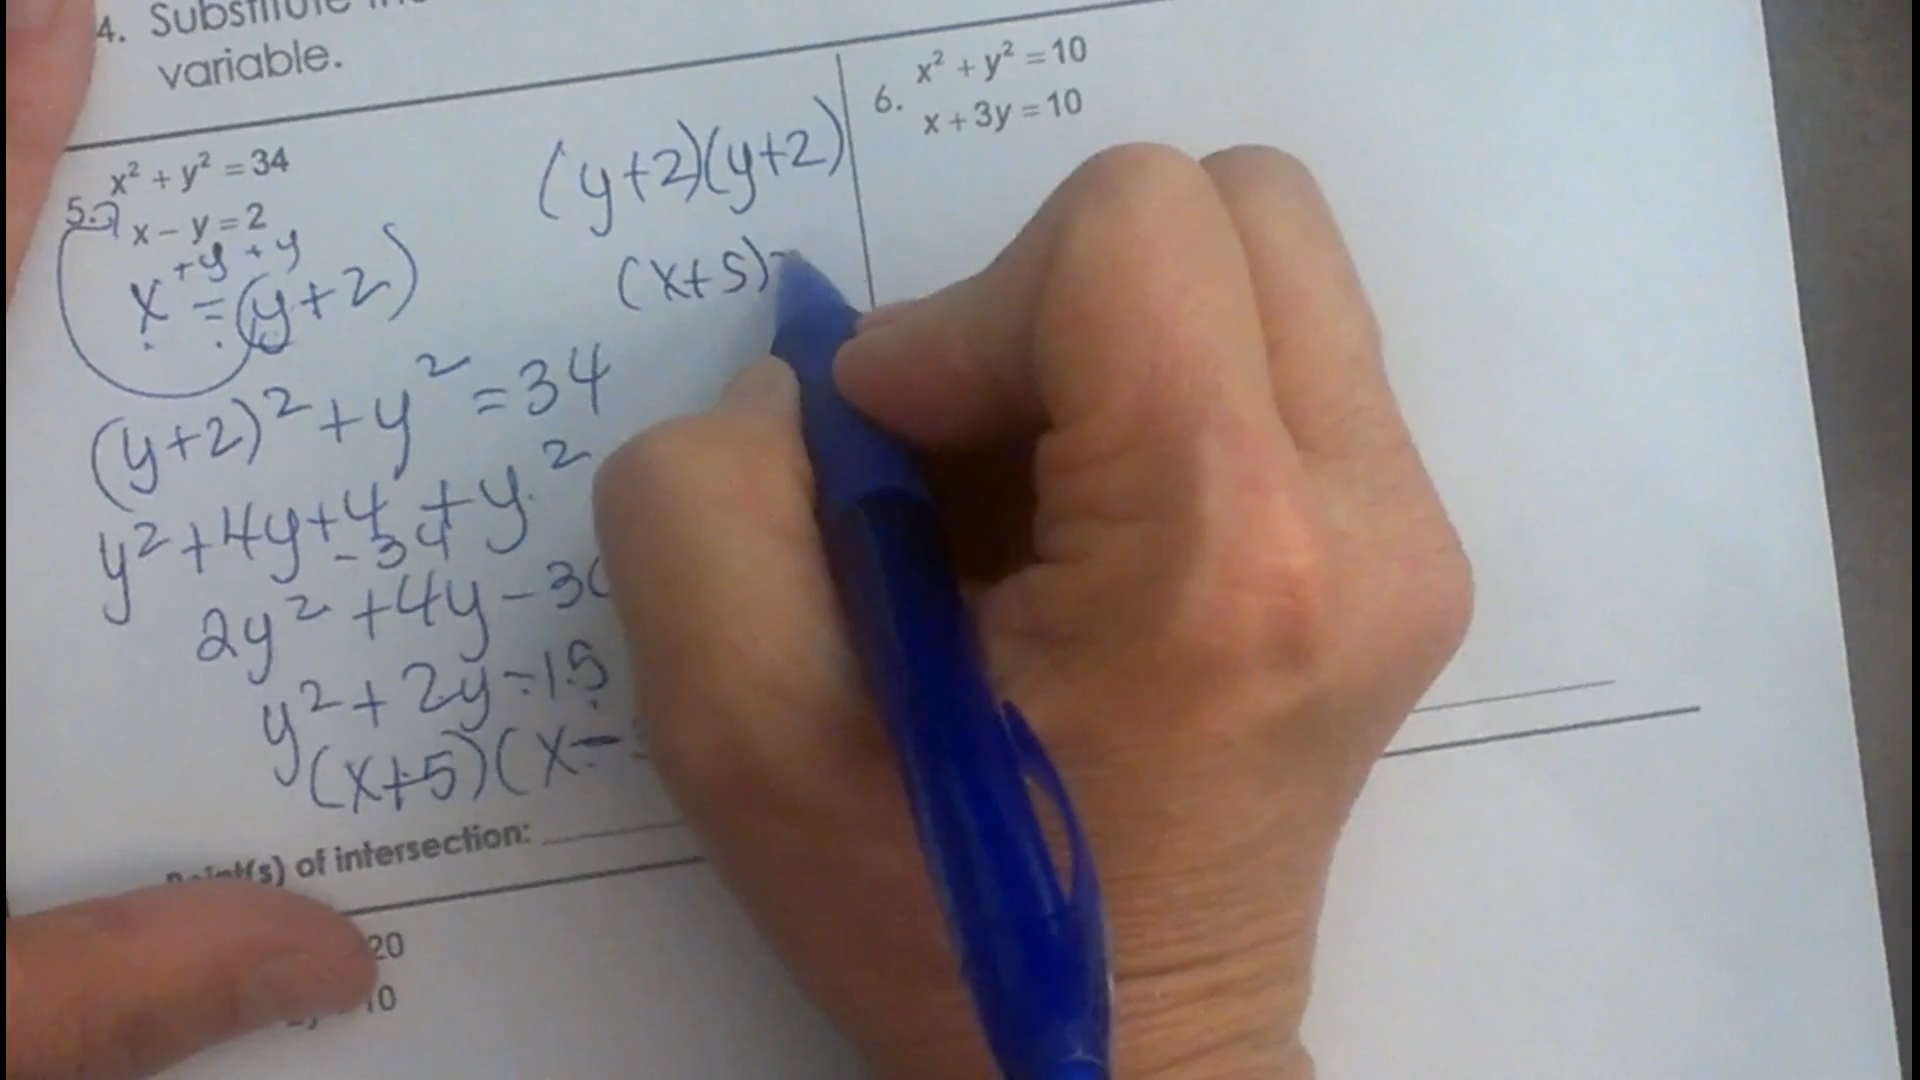 4. Substitute
variable.
5. x² + y² = 34
x − y = 2
+y +y
x = (y+2)
(y+2)² + y² = 34
y² + 4y + 4 + y²
− 34
2y² + 4y − 30
y² + 2y − 15
(x+5)(x−
Point(s) of intersection:
20
10
(y+2)(y+2)
(x+5)=
6. x² + y² = 10
x + 3y = 10